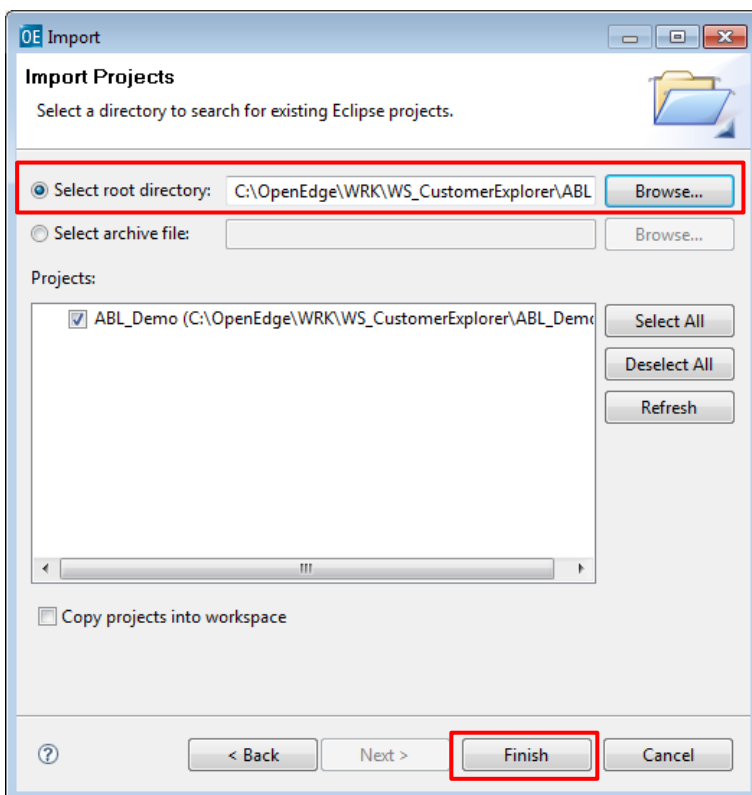 OE Import
Import Projects
Select a directory to search for existing Eclipse projects.
Select root directory: C:\OpenEdge\WRK\WS_CustomerExplorer\ABL Browse...
Select archive file: Browse...
Projects:
ABL_Demo (C:\OpenEdge\WRK\WS_CustomerExplorer\ABL_Demo
Select All
Deselect All
Refresh
Copy projects into workspace
? < Back Next > Finish Cancel